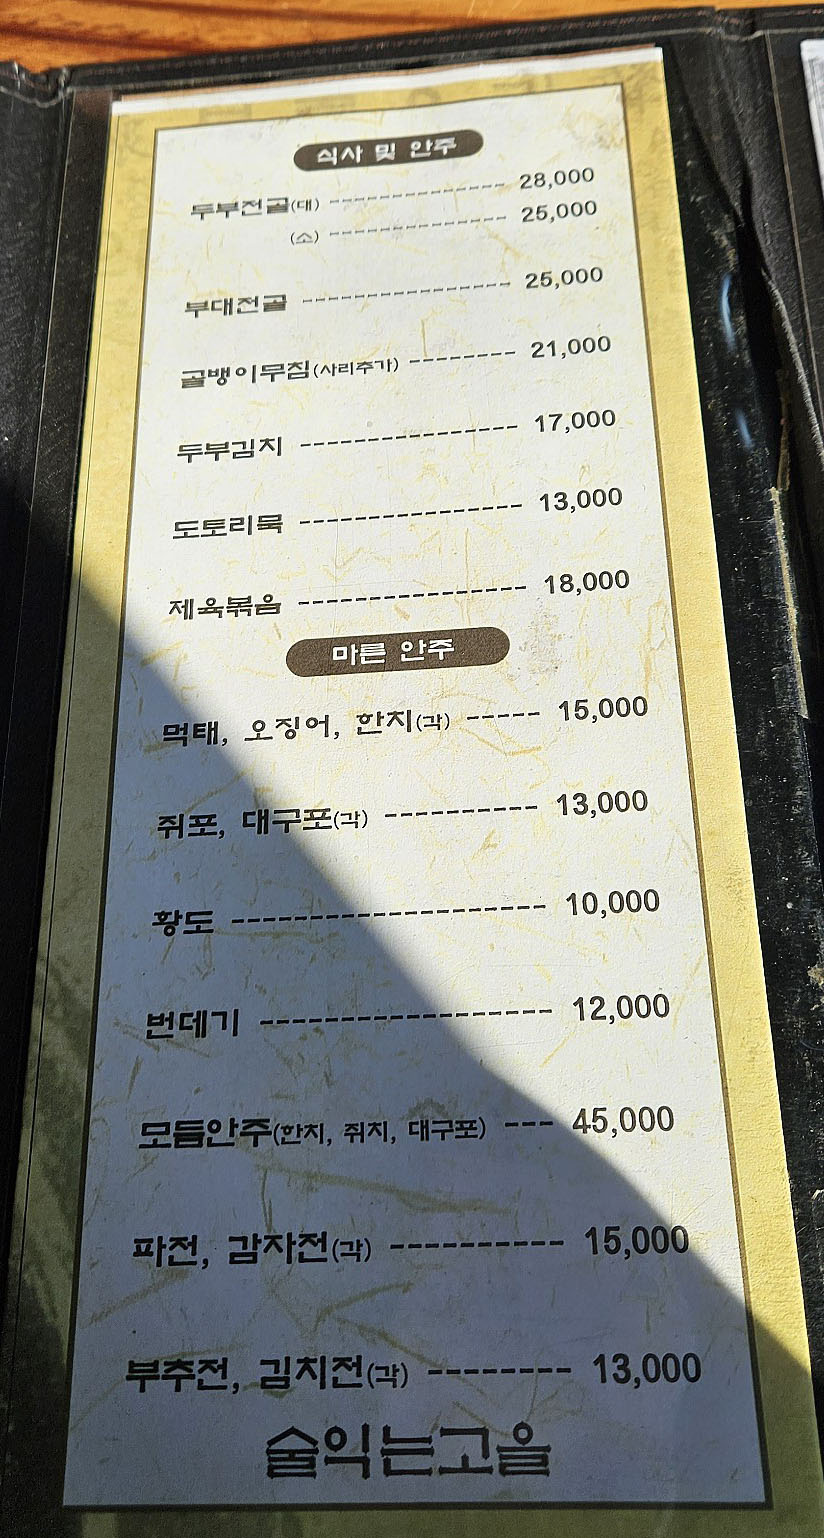 식사 및 안주
두부전골(대) -------------- 28,000
(소) -------------- 25,000
부대전골 ---------------- 25,000
골뱅이무침(사리추가) -------- 21,000
두부김치 ----------------- 17,000
도토리묵 ----------------- 13,000
제육볶음 ----------------- 18,000
마른 안주
먹태, 오징어, 한치(각) ----- 15,000
쥐포, 대구포(각) ---------- 13,000
황도 -------------------- 10,000
번데기 ------------------ 12,000
모듬안주(한치, 쥐치, 대구포) --- 45,000
파전, 감자전(각) ---------- 15,000
부추전, 김치전(각) -------- 13,000
술익는고을